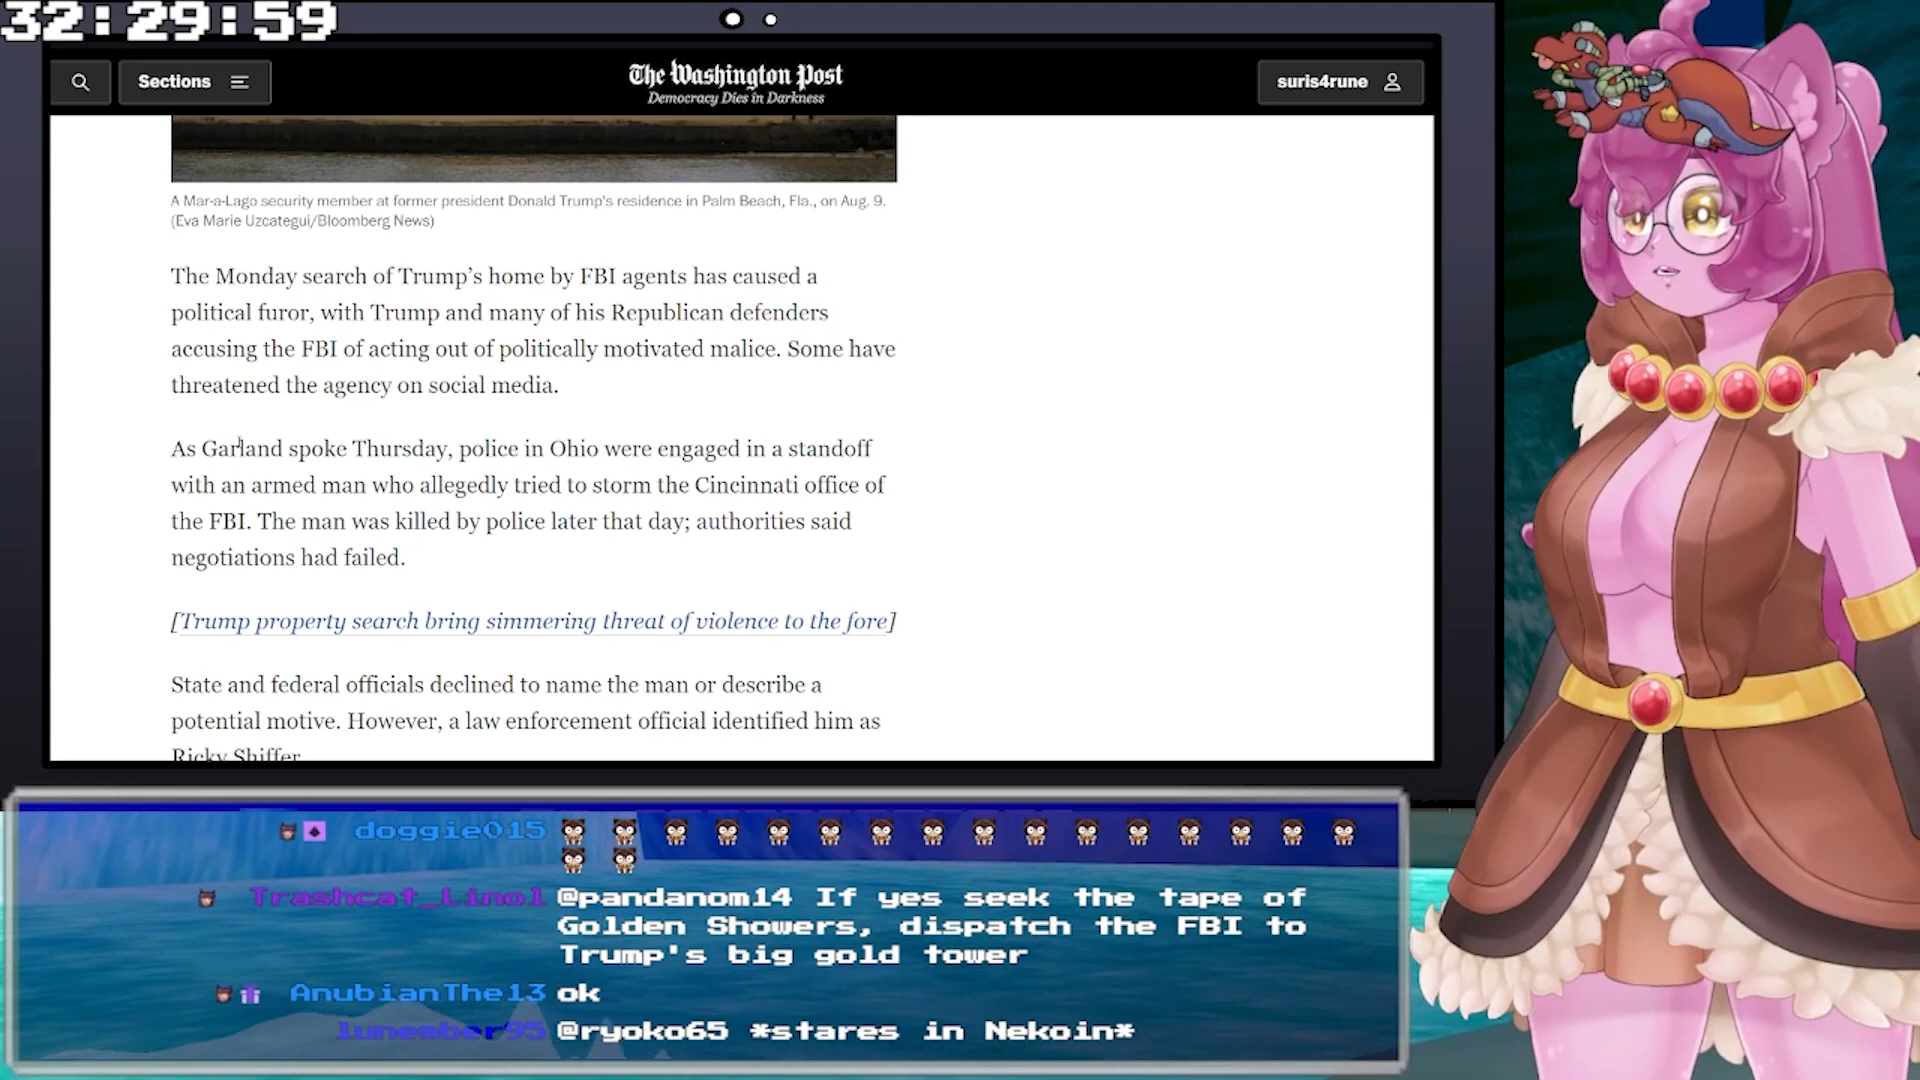 32:29:59
Sections
The Washington Post
Democracy Dies in Darkness
suris4rune
A Mar-a-Lago security member at former president Donald Trump's residence in Palm Beach, Fla., on Aug. 9.
(Eva Marie Uzcategui/Bloomberg News)
The Monday search of Trump's home by FBI agents has caused a
political furor, with Trump and many of his Republican defenders
accusing the FBI of acting out of politically motivated malice. Some have
threatened the agency on social media.
As Garland spoke Thursday, police in Ohio were engaged in a standoff
with an armed man who allegedly tried to storm the Cincinnati office of
the FBI. The man was killed by police later that day; authorities said
negotiations had failed.
[Trump property search bring simmering threat of violence to the fore]
State and federal officials declined to name the man or describe a
potential motive. However, a law enforcement official identified him as
Ricky Shiffer
doggie015
Trashcat_Linol @pandanom14 If yes seek the tape of
Golden Showers, dispatch the FBI to
Trump's big gold tower
AnubianThe13 ok
lunember95 @ryoko65 *stares in Nekoin*